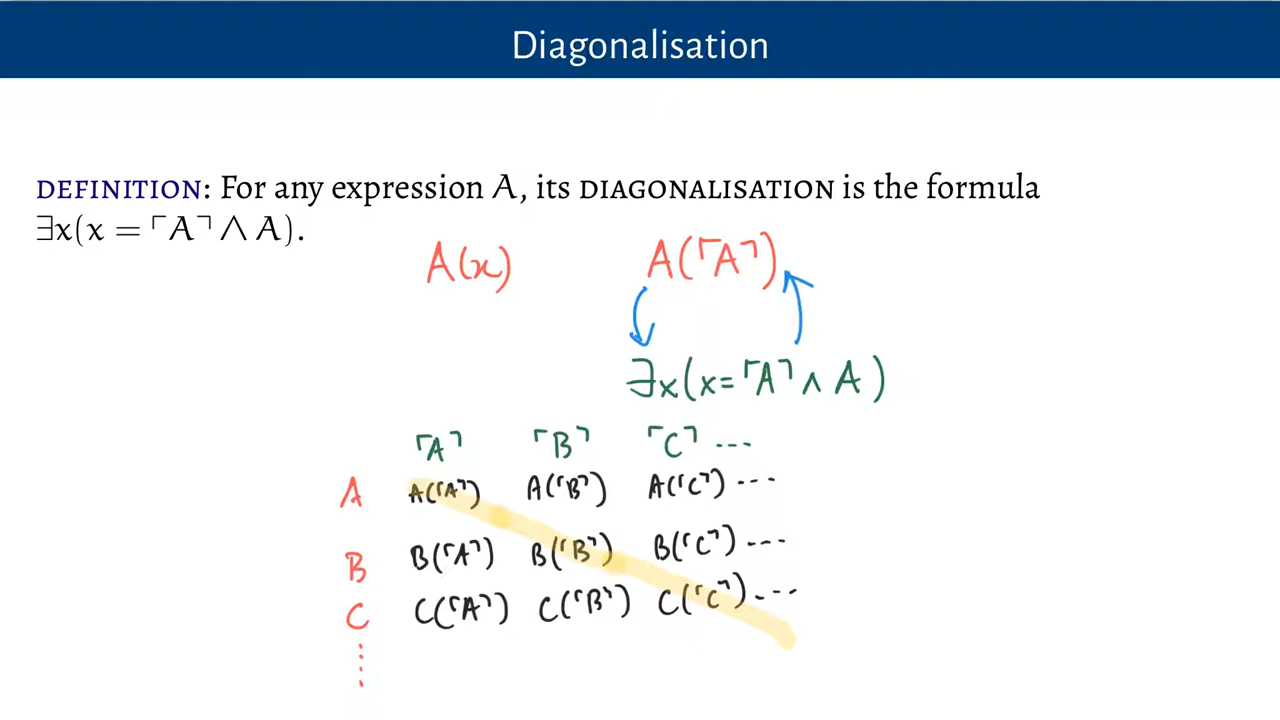 Diagonalisation
DEFINITION: For any expression A, its DIAGONALISATION is the formula
∃x(x = ⌜A⌝ ∧ A).
A(x) A(⌜A⌝)
∃x(x=⌜A⌝ ∧ A)
⌜A⌝ ⌜B⌝ ⌜C⌝ ...
A A(⌜A⌝) A(⌜B⌝) A(⌜C⌝) ...
B B(⌜A⌝) B(⌜B⌝) B(⌜C⌝) ...
C C(⌜A⌝) C(⌜B⌝) C(⌜C⌝) ...
⋮